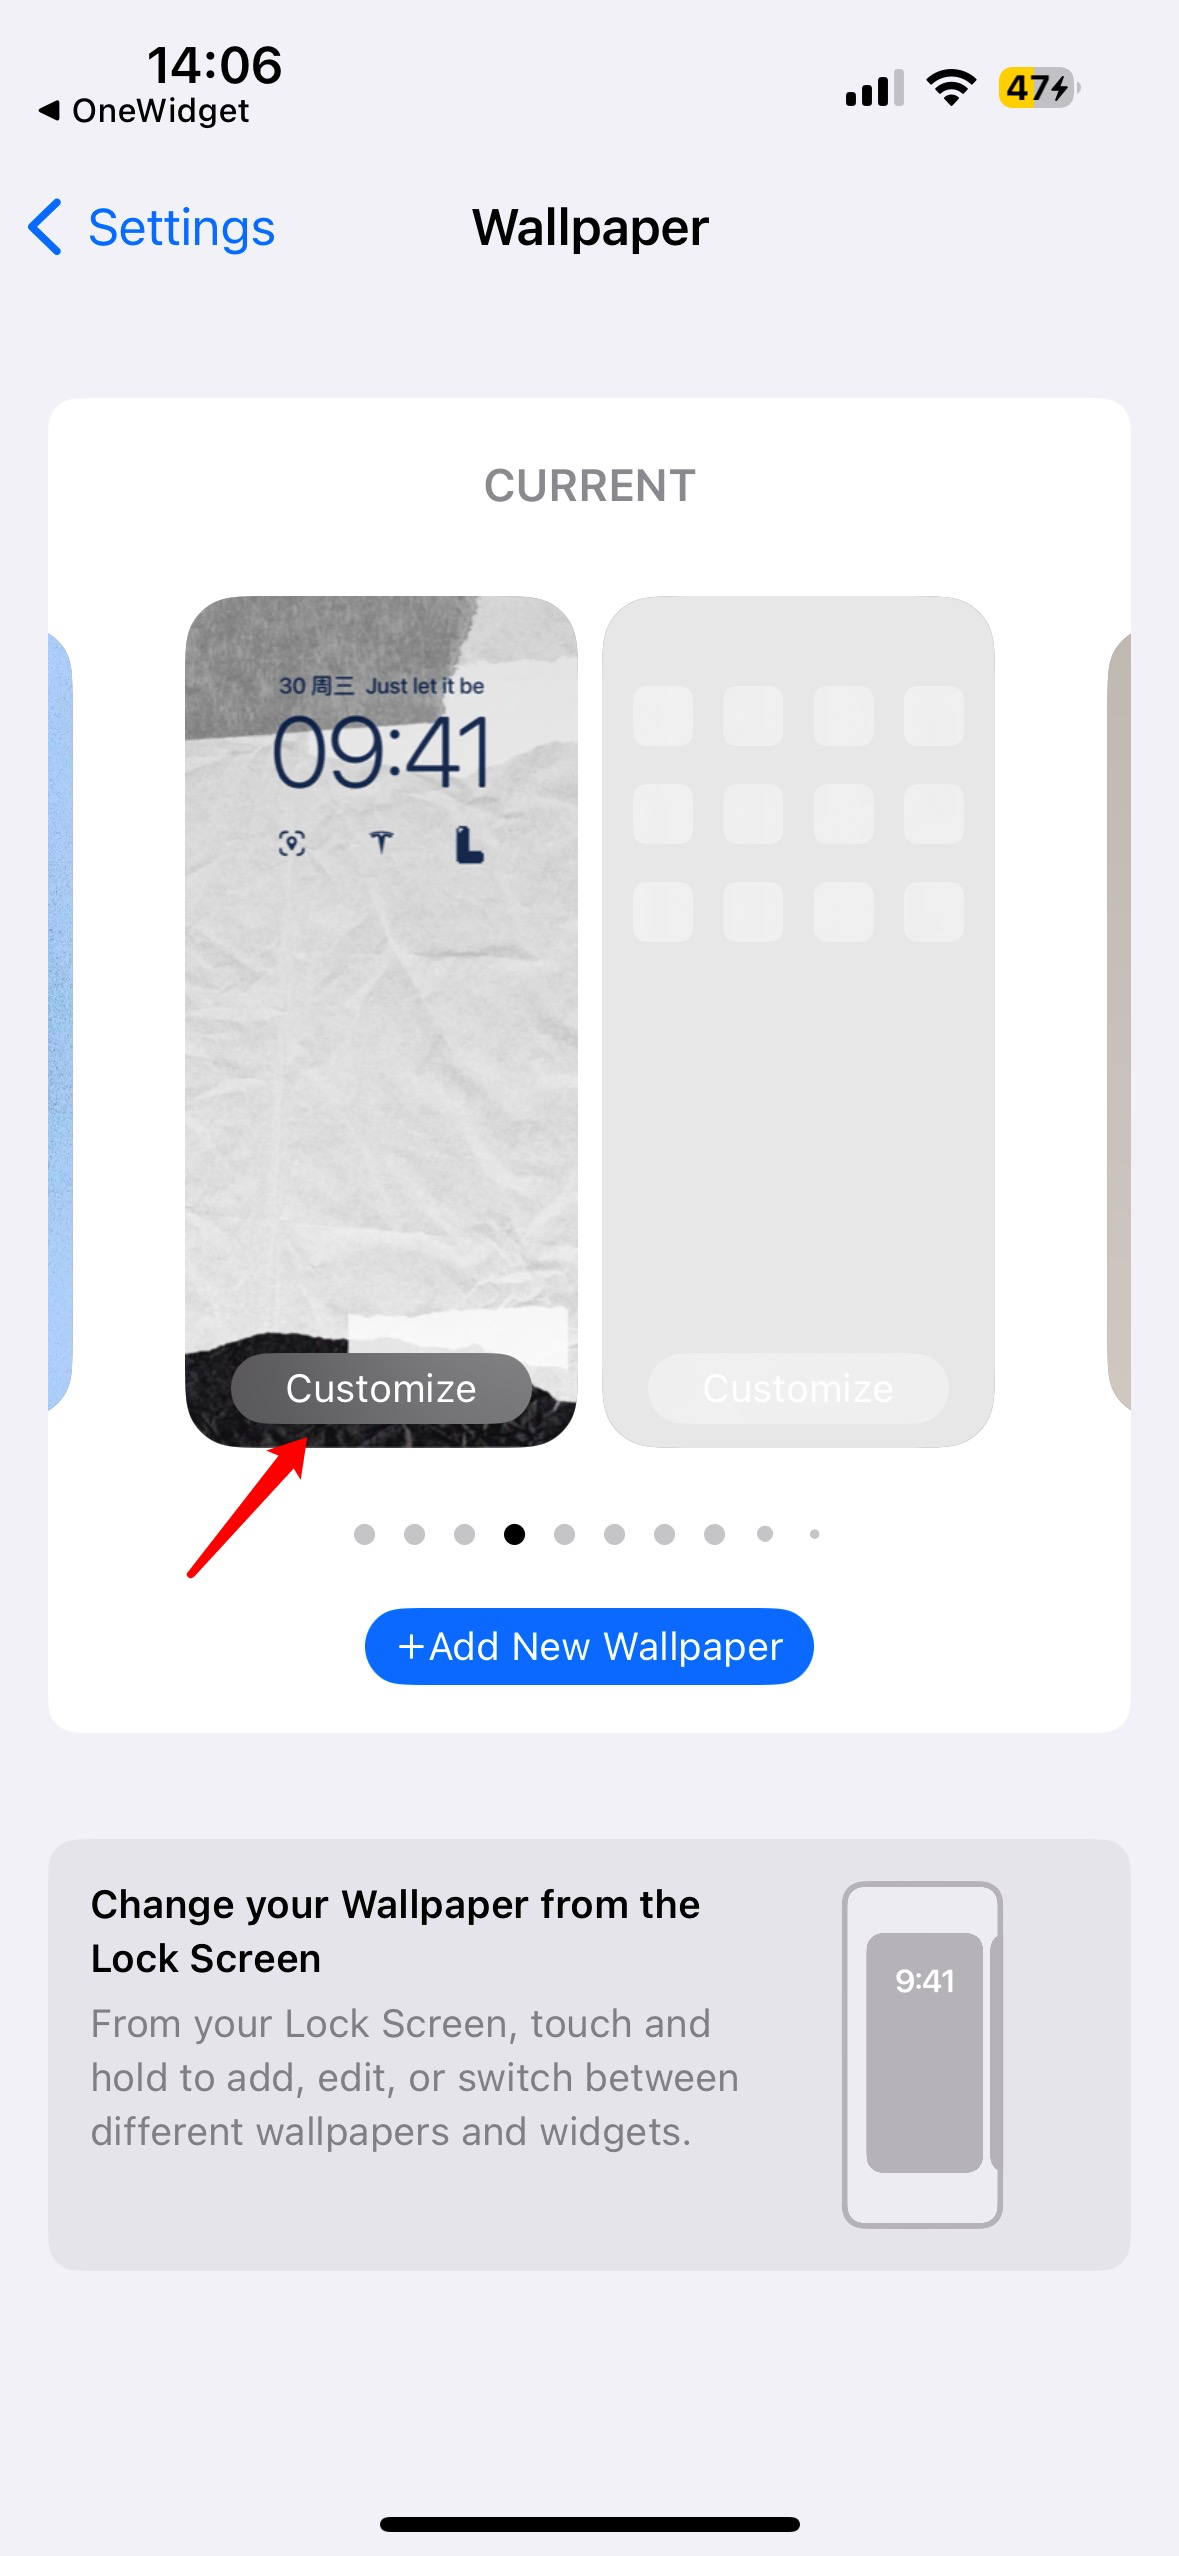 14:06
OneWidget
47
Settings
Wallpaper
CURRENT
30 周三 Just let it be
09:41
Customize
Customize
+Add New Wallpaper
Change your Wallpaper from the
Lock Screen
From your Lock Screen, touch and
hold to add, edit, or switch between
different wallpapers and widgets.
9:41